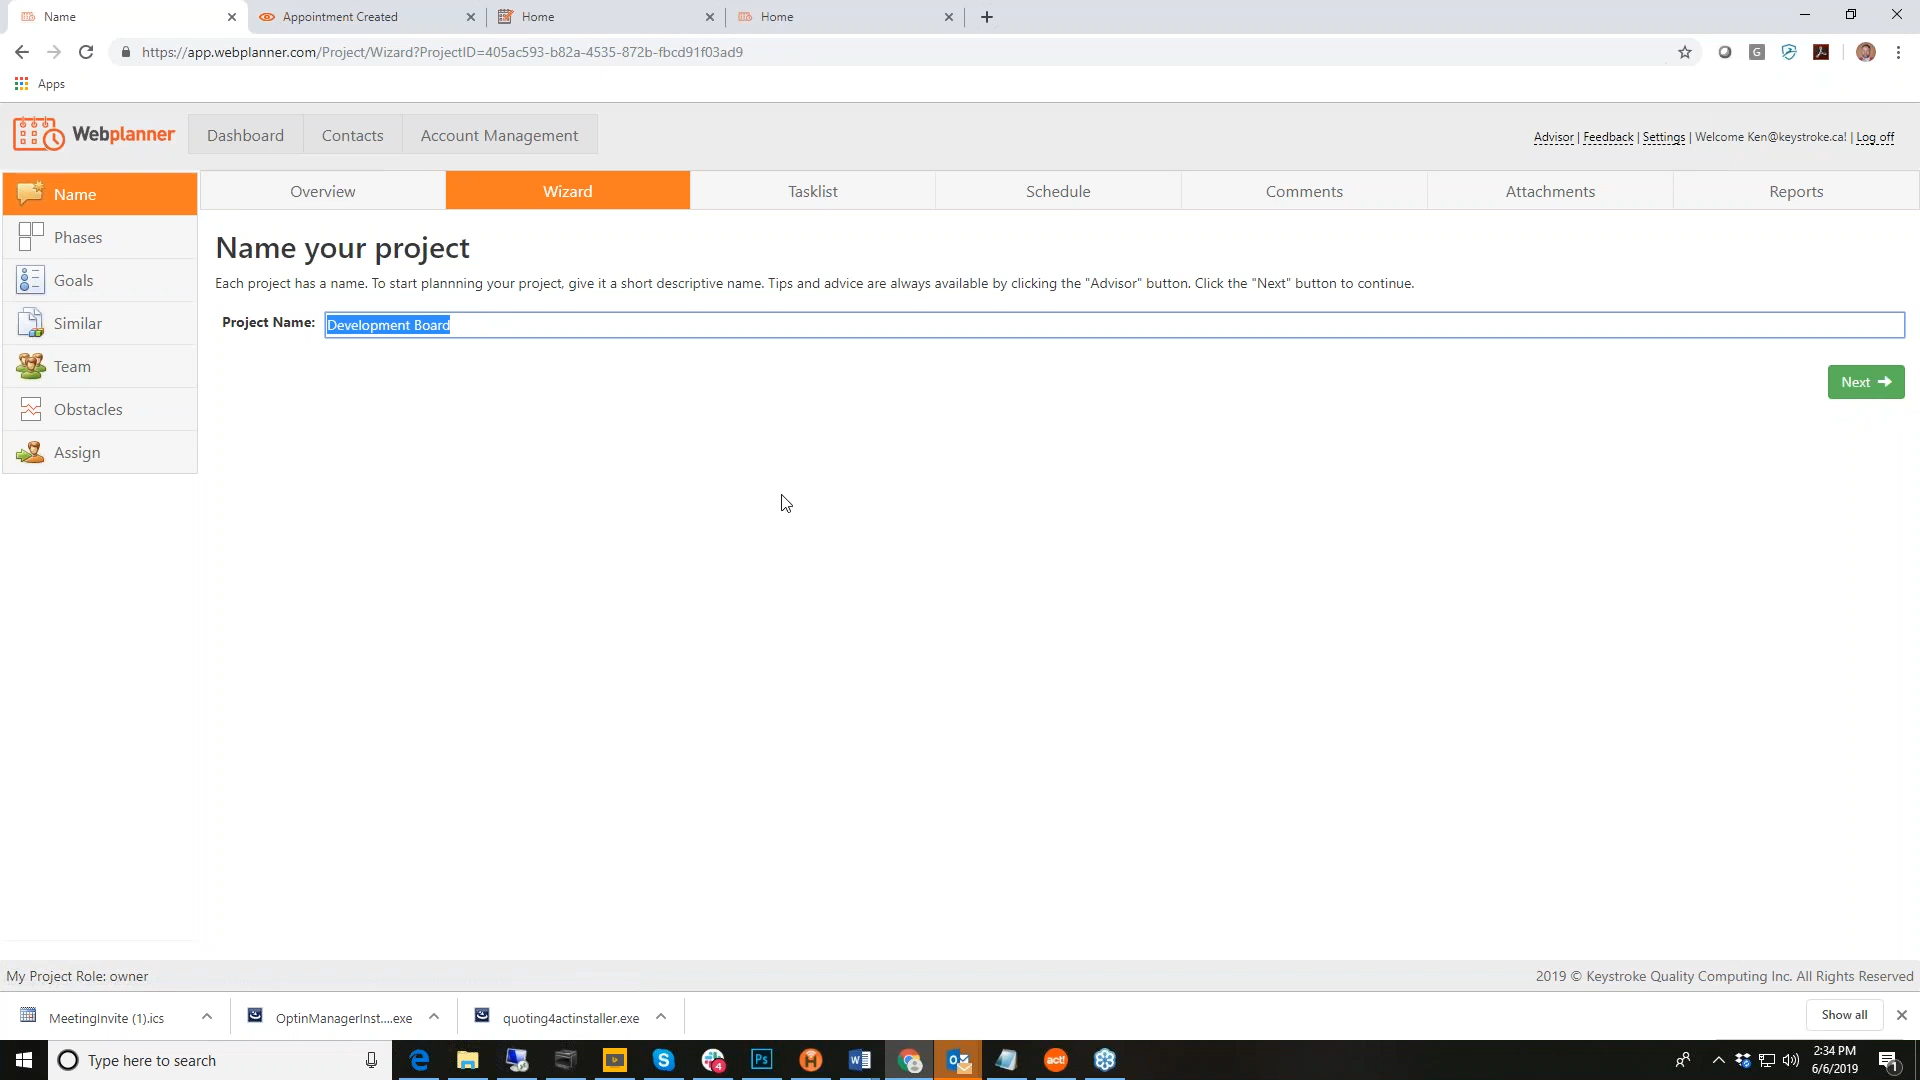 Name
Appointment Created
Home
Home
https://app.webplanner.com/Project/Wizard?ProjectID=405ac593-b82a-4535-872b-fbcd91f03ad9
G
Apps
Webplanner
Dashboard
Contacts
Account Management
Advisor | Feedback | Settings | Welcome Ken@keystroke.ca! | Log off
Name
Phases
Goals
Similar
Team
Obstacles
Assign
Overview
Wizard
Tasklist
Schedule
Comments
Attachments
Reports
Name your project
Each project has a name. To start plannning your project, give it a short descriptive name. Tips and advice are always available by clicking the "Advisor" button. Click the "Next" button to continue.
Project Name: Development Board
Next
My Project Role: owner
2019 © Keystroke Quality Computing Inc. All Rights Reserved
MeetingInvite (1).ics
OptinManagerInst....exe
quoting4actinstaller.exe
Show all
Type here to search
4
Ps
H
act!
2:34 PM
6/6/2019
1